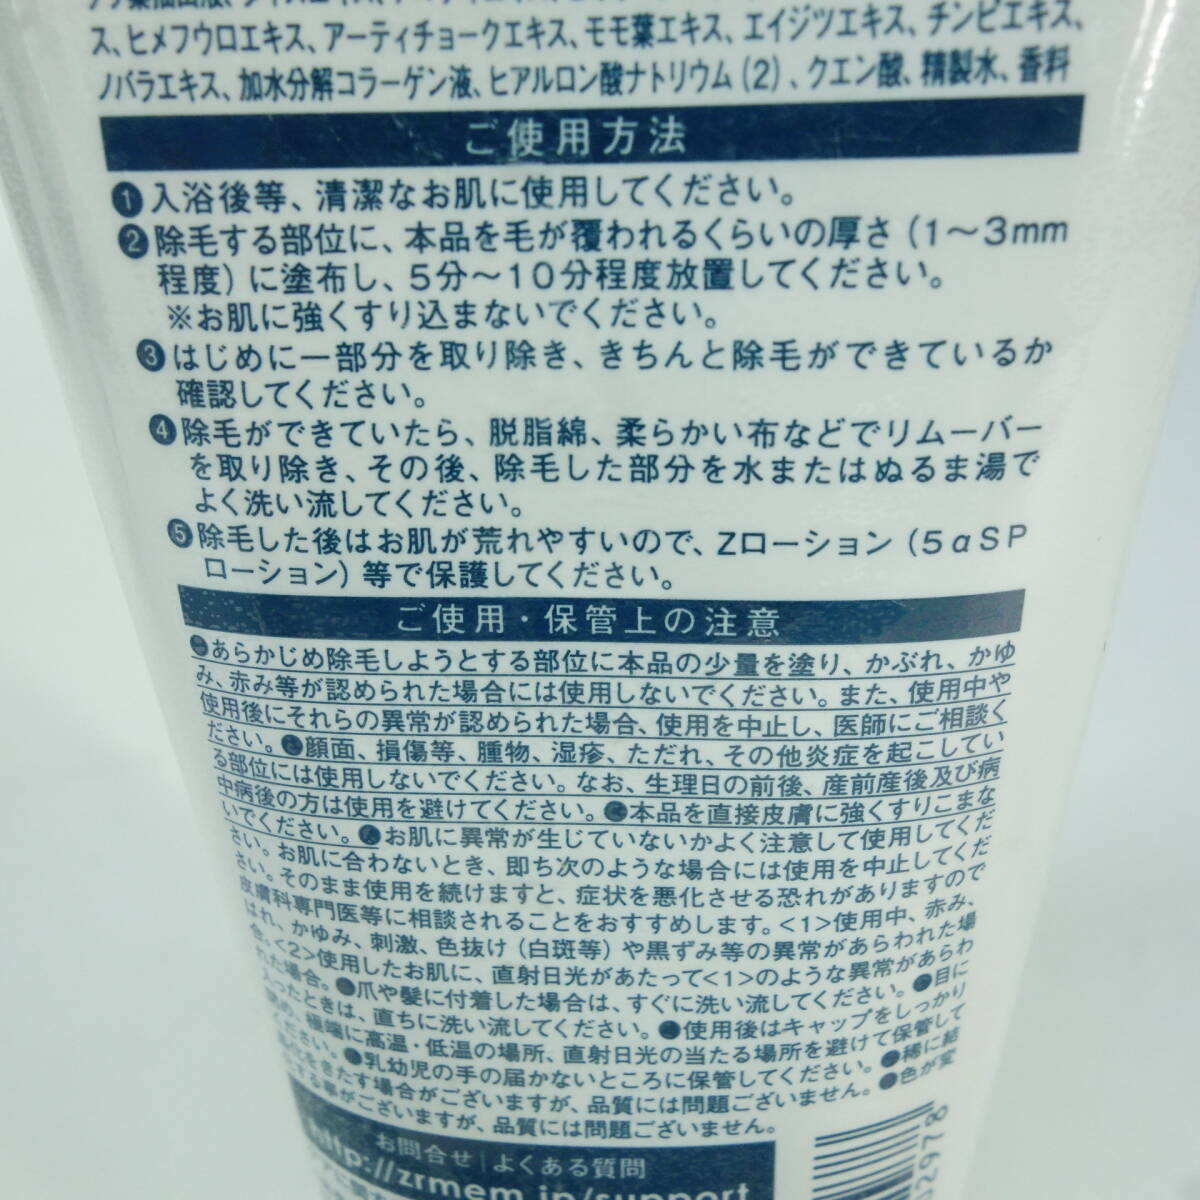 ス、ヒメフウロエキス、アーティチョークエキス、モモ葉エキス、エイジツエキス、チンピエキス、
ノバラエキス、加水分解コラーゲン液、ヒアルロン酸ナトリウム(2)、クエン酸、精製水、香料
ご使用方法
❶入浴後等、清潔なお肌に使用してください。
❷除毛する部位に、本品を毛が覆われるくらいの厚さ(1〜3mm
程度)に塗布し、5分〜10分程度放置してください。
※お肌に強くすり込まないでください。
❸はじめに一部分を取り除き、きちんと除毛ができているか
確認してください。
❹除毛ができていたら、脱脂綿、柔らかい布などでリムーバー
を取り除き、その後、除毛した部分を水またはぬるま湯で
よく洗い流してください。
❺除毛した後はお肌が荒れやすいので、Zローション(5αSP
ローション)等で保護してください。
ご使用・保管上の注意
●あらかじめ除毛しようとする部位に本品の少量を塗り、かぶれ、かゆ
み、赤み等が認められた場合には使用しないでください。また、使用中や
使用後にそれらの異常が認められた場合、使用を中止し、医師にご相談く
ださい。●顔面、損傷等、腫物、湿疹、ただれ、その他炎症を起こしてい
る部位には使用しないでください。なお、生理日の前後、産前産後及び病
中病後の方は使用を避けてください。●本品を直接皮膚に強くすりこまな
いでください。●お肌に異常が生じていないかよく注意して使用してくだ
さい。お肌に合わないとき、即ち次のような場合には使用を中止してくだ
さい。そのまま使用を続けますと、症状を悪化させる恐れがありますので
皮膚科専門医等に相談されることをおすすめします。<1>使用中、赤み、
はれ、かゆみ、刺激、色抜け(白斑等)や黒ずみ等の異常があらわれた場
合。<2>使用したお肌に、直射日光があたって<1>のような異常があらわ
れた場合。●爪や髪に付着した場合は、すぐに洗い流してください。●目に
入ったときは、直ちに洗い流してください。●使用後はキャップをしっかり
閉め、極端に高温・低温の場所、直射日光の当たる場所を避けて保管して
ください。●乳幼児の手の届かないところに保管してください。●稀に結
をきたす場合がございますが、品質には問題ございません。●色が変
する事がございますが、品質には問題ございません。
お問合せ|よくある質問
http://zrmem.jp/support